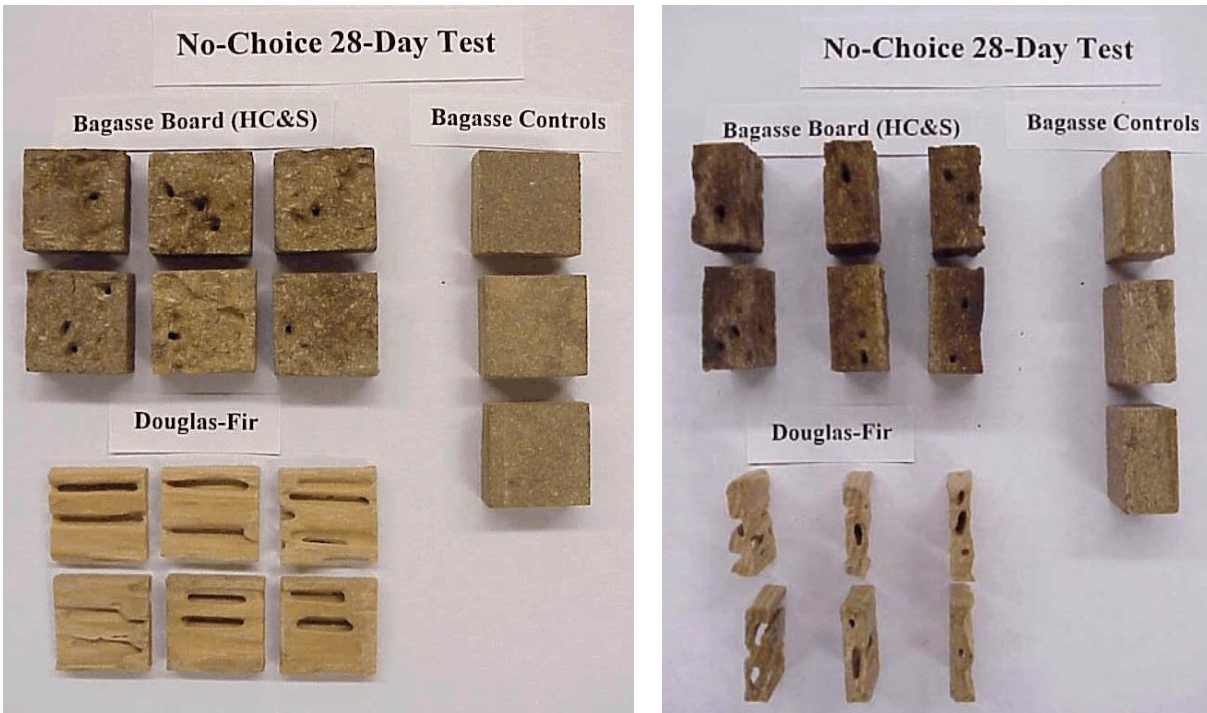 No-Choice 28-Day Test
Bagasse Board (HC&S)
Bagasse Controls
Douglas-Fir
No-Choice 28-Day Test
Bagasse Board (HC&S)
Bagasse Controls
Douglas-Fir